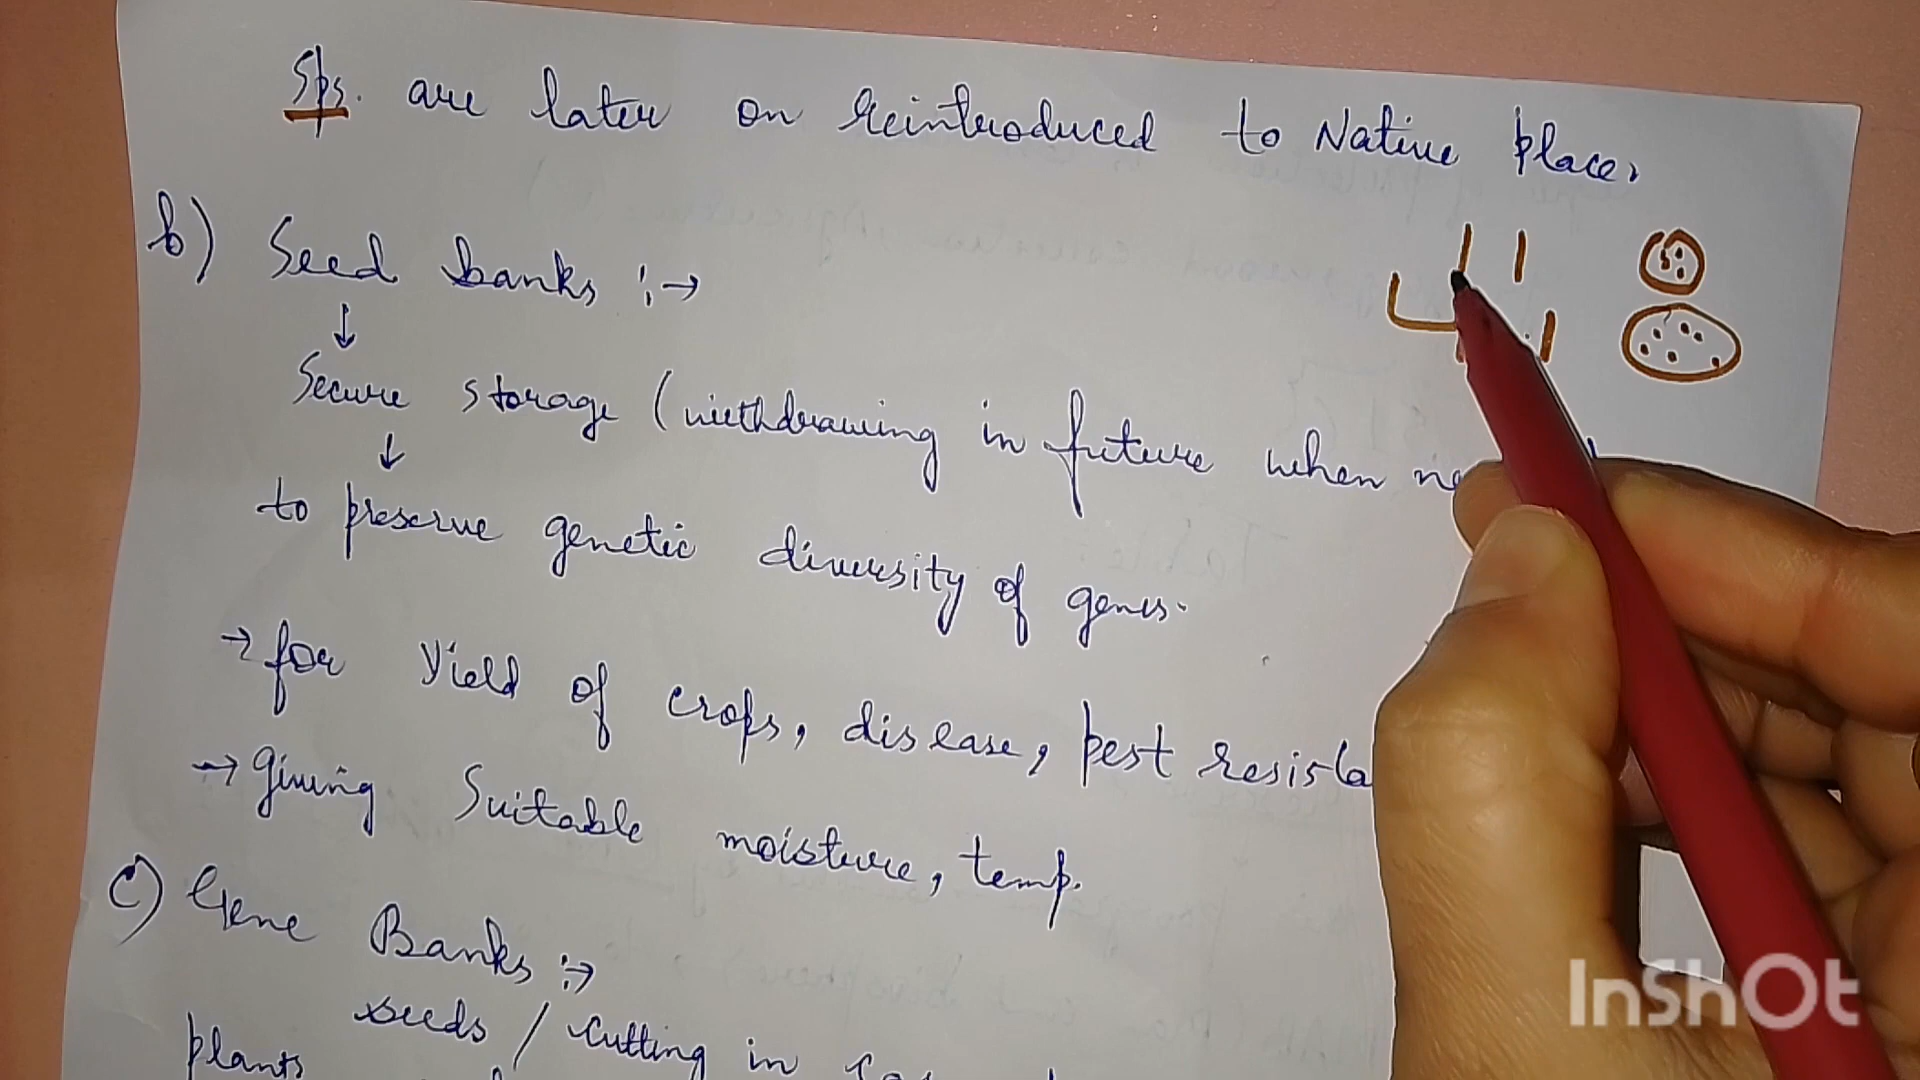 Sps. are later on reintroduced to Native place.
b) Seed banks :→
↓
Secure storage (withdrawing in future when
↓
to preserve genetic diversity of genes.
→ for Yield of crops, disease, pest resista
→ giving Suitable moisture, temp.
c) Gene Banks :→
seeds / cutting in
plants
InShOt